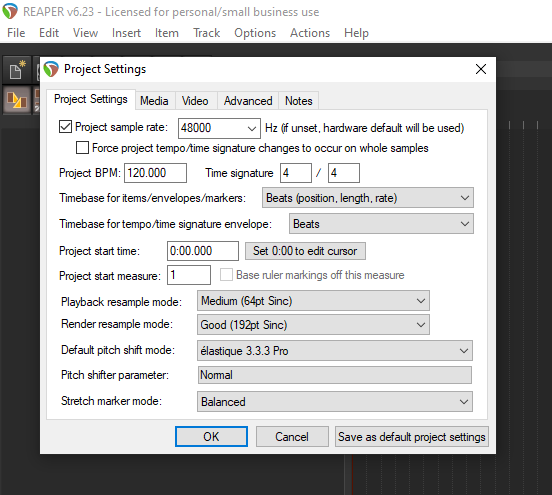 REAPER v6.23 - Licensed for personal/small business use
File Edit View Insert Item Track Options Actions Help
Project Settings
Project Settings Media Video Advanced Notes
Project sample rate: 48000 Hz (if unset, hardware default will be used)
Force project tempo/time signature changes to occur on whole samples
Project BPM: 120.000 Time signature 4 / 4
Timebase for items/envelopes/markers: Beats (position, length, rate)
Timebase for tempo/time signature envelope: Beats
Project start time: 0:00.000 Set 0:00 to edit cursor
Project start measure: 1 Base ruler markings off this measure
Playback resample mode: Medium (64pt Sinc)
Render resample mode: Good (192pt Sinc)
Default pitch shift mode: élastique 3.3.3 Pro
Pitch shifter parameter: Normal
Stretch marker mode: Balanced
OK Cancel Save as default project settings